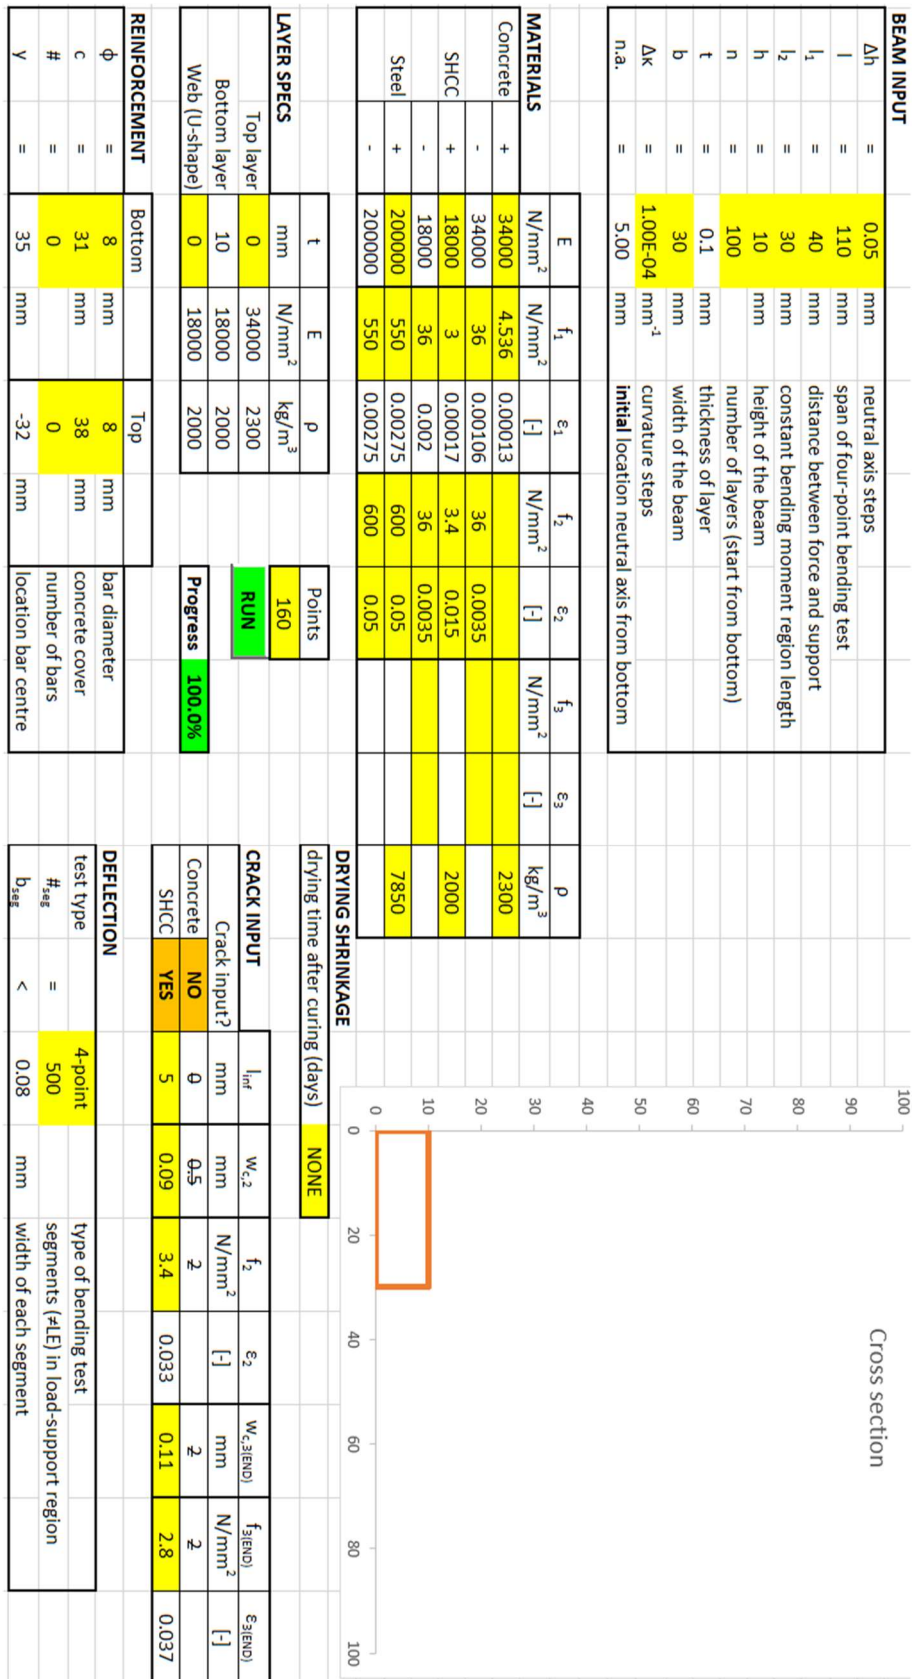 BEAM INPUT
Δh = 0.05 mm neutral axis steps
l = 110 mm span of four-point bending test
l₁ = 40 mm distance between force and support
l₂ = 30 mm constant bending moment region length
h = 10 mm height of the beam
n = 100 number of layers (start from bottom)
t = 0.1 mm thickness of layer
b = 30 mm width of the beam
Δκ = 1.00E-04 mm⁻¹ curvature steps
n.a. = 5.00 mm initial location neutral axis from bottom
MATERIALS
E f₁ ε₁ f₂ ε₂ f₃ ε₃ ρ
N/mm² N/mm² [-] N/mm² [-] N/mm² [-] kg/m³
Concrete + 34000 4.536 0.00013 2300
- 34000 36 0.00106 36 0.0035
SHCC + 18000 3 0.00017 3.4 0.015 2000
- 18000 36 0.002 36 0.0035
Steel + 200000 550 0.00275 600 0.05 7850
- 200000 550 0.00275 600 0.05
LAYER SPECS
t E ρ
mm N/mm² kg/m³
Top layer 0 34000 2300
Bottom layer 10 18000 2000
Web (U-shape) 0 18000 2000
Points
160
RUN
Progress 100.0%
REINFORCEMENT
Bottom Top
ϕ = 8 mm 8 mm bar diameter
c = 31 mm 38 mm concrete cover
# = 0 0 number of bars
y = 35 mm -32 mm location bar centre
Cross section
100
90
80
70
60
50
40
30
20
10
0
0 20 40 60 80 100
DRYING SHRINKAGE
drying time after curing (days) NONE
CRACK INPUT
l_inf w_c,2 f₂ ε₂ w_c,3(END) f_3(END) ε_3(END)
Crack input? mm mm N/mm² [-] mm N/mm² [-]
Concrete NO 0 0.5 2 2 2
SHCC YES 5 0.09 3.4 0.033 0.11 2.8 0.037
DEFLECTION
test type 4-point type of bending test
#_seg = 500 segments (≠LE) in load-support region
b_seg < 0.08 mm width of each segment